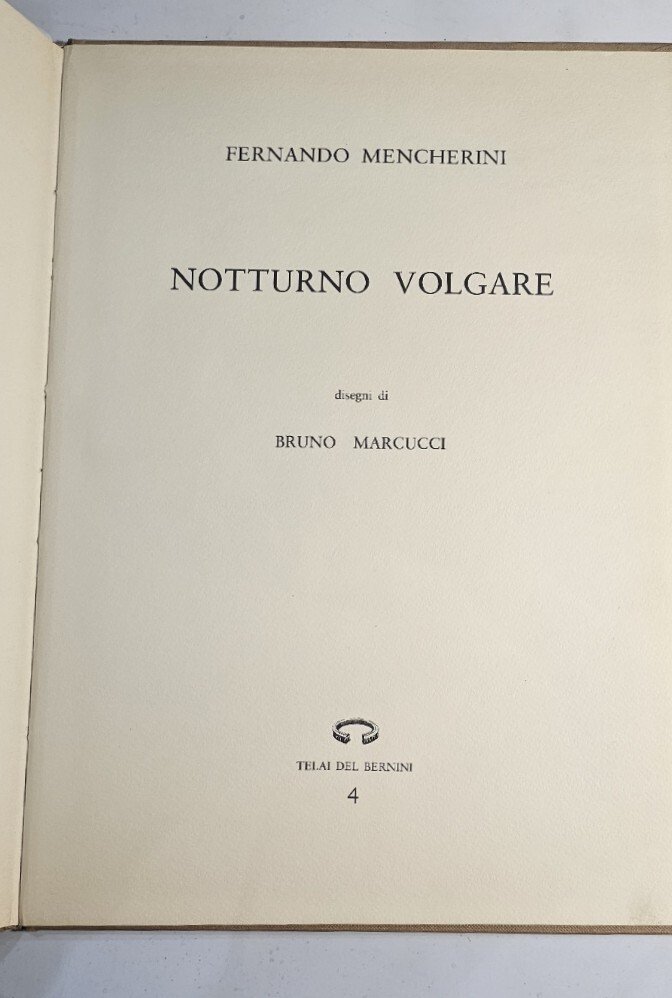 FERNANDO MENCHERINI
NOTTURNO VOLGARE
disegni di
BRUNO MARCUCCI
TELAI DEL BERNINI
4